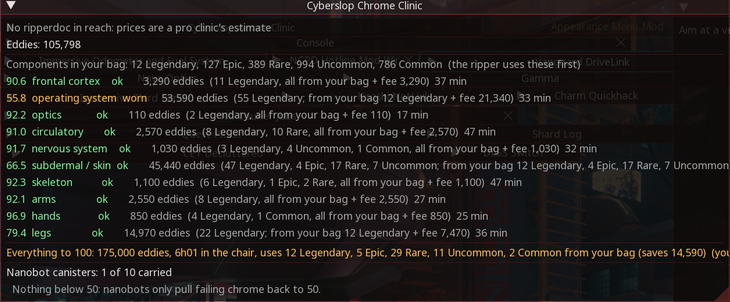 Cyberslop Chrome Clinic
No ripperdoc in reach: prices are a pro clinic's estimate
Appearance Menu Mod
Eddies: 105,798
Aim at a ve
Console
Components in your bag: 12 Legendary, 127 Epic, 389 Rare, 994 Uncommon, 786 Common (the ripper uses these first)
DriveLink
90.6 frontal cortex ok 3,290 eddies (11 Legendary, all from your bag + fee 3,290) 37 min
Gamma
55.8 operating system worn 53,590 eddies (55 Legendary; from your bag 12 Legendary + fee 21,340) 33 min
Charm Quickhack
92.2 optics ok 110 eddies (2 Legendary, all from your bag + fee 110) 17 min
91.0 circulatory ok 2,570 eddies (8 Legendary, 10 Rare, all from your bag + fee 2,570) 47 min
Shard Log
91.7 nervous system ok 1,030 eddies (3 Legendary, 4 Uncommon, 1 Common, all from your bag + fee 1,030) 32 min
66.5 subdermal / skin ok 45,440 eddies (47 Legendary, 4 Epic, 17 Rare, 7 Uncommon; from your bag 12 Legendary, 4 Epic, 17 Rare, 7 Uncommon
92.3 skeleton ok 1,100 eddies (6 Legendary, 1 Epic, 2 Rare, all from your bag + fee 1,100) 47 min
92.1 arms ok 2,550 eddies (8 Legendary, all from your bag + fee 2,550) 27 min
96.9 hands ok 850 eddies (4 Legendary, 1 Common, all from your bag + fee 850) 25 min
79.4 legs ok 14,970 eddies (22 Legendary; from your bag 12 Legendary + fee 7,470) 36 min
Everything to 100: 175,000 eddies, 6h01 in the chair, uses 12 Legendary, 5 Epic, 29 Rare, 11 Uncommon, 2 Common from your bag (saves 14,590) (you
Nanobot canisters: 1 of 10 carried
Nothing below 50: nanobots only pull failing chrome back to 50.